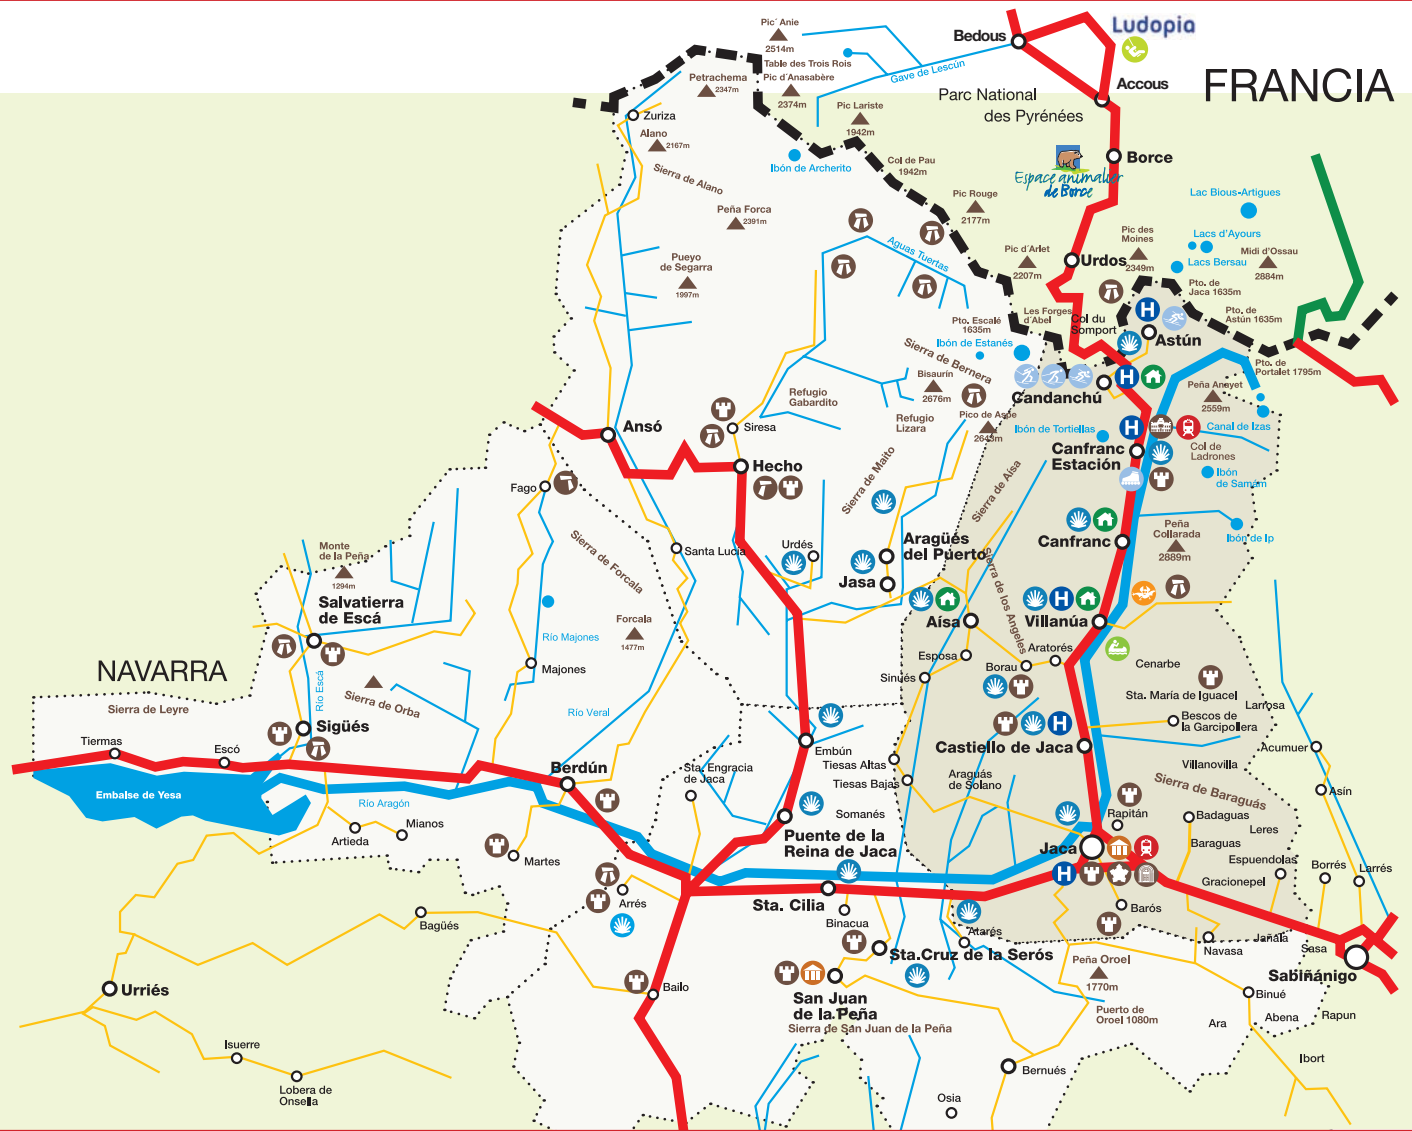 Pic´ Anie
2514m
Ludopia
Bedous
Table des Trois Rois
Pic d'Anasabère
2374m
Gave de Lescún
Petrachema
2347m
Accous
FRANCIA
Parc National
des Pyrénées
Pic Lariste
1942m
Zuriza
Alano
2167m
Sierra de Alano
Ibón de Archerito
Col de Pau
1942m
Borce
Espace animalier
de Borce
Peña Forca
2391m
Pic Rouge
2177m
Lac Bious-Artigues
Lacs d'Ayours
Lacs Bersau
Pic des
Moines
2349m
Midi d'Ossau
2884m
Aguas Tuertas
Pic d'Arlet
2207m
Urdos
Pueyo
de Segarra
1997m
Pto. de
Jaca 1635m
Pto. de
Astún 1635m
Les Forges
d'Abel
Col du
Somport
Pto. Escalé
1635m
Ibón de Estanés
H
Astún
Sierra de Bernera
Pto. de
Portalet 1795m
Bisaurín
2676m
Candanchú
H
Peña Anayet
2559m
Refugio
Gabardito
Refugio
Lizara
Pico de Aspe
2643m
Ibón de Tortiellas
H
Canal de Izas
Ansó
Siresa
Canfranc
Estación
Col de
Ladrones
Ibón
de Samán
Hecho
Sierra de Maito
Sierra de Aísa
Fago
Peña
Collarada
2889m
Ibón de Ip
Canfranc
Monte
de la Peña
1294m
Sierra de Forcala
Santa Lucía
Urdés
Aragüés
del Puerto
Jasa
Sierra de los Angeles
Salvatierra
de Escá
Forcala
1477m
Río Majones
Aísa
H
Villanúa
Majones
Esposa
Borau
Aratorés
Cenarbe
NAVARRA
Sierra de Leyre
Sierra de Orba
Río Escá
Río Veral
Sinués
Sta. María de Iguacel
Larrosa
Bescos de
la Garcipollera
H
Sigüés
Castiello de Jaca
Acumuer
Tiermas
Escó
Embún
Tiesas Altas
Tiesas Bajas
Villanovilla
Berdún
Sta. Engracia
de Jaca
Araguás
de Solano
Sierra de Baraguás
Asín
Embalse de Yesa
Río Aragón
Somanés
Rapitán
Badaguas
Leres
Artieda
Mianos
Puente de la
Reina de Jaca
Jaca
Baraguas
Espuendolas
Borrés
Larrés
Martes
H
Gracionepel
Arrés
Sta. Cilia
Barós
Bagüés
Binacua
Atarés
Navasa
Jañala
Sasa
Sta.Cruz de la Serós
Peña Oroel
1770m
Sabiñánigo
Urriés
Bailo
San Juan
de la Peña
Sierra de San Juan de la Peña
Puerto de
Oroel 1080m
Binué
Ara
Abena
Rapun
Isuerre
Ibort
Bernués
Lobera de
Onsella
Osia